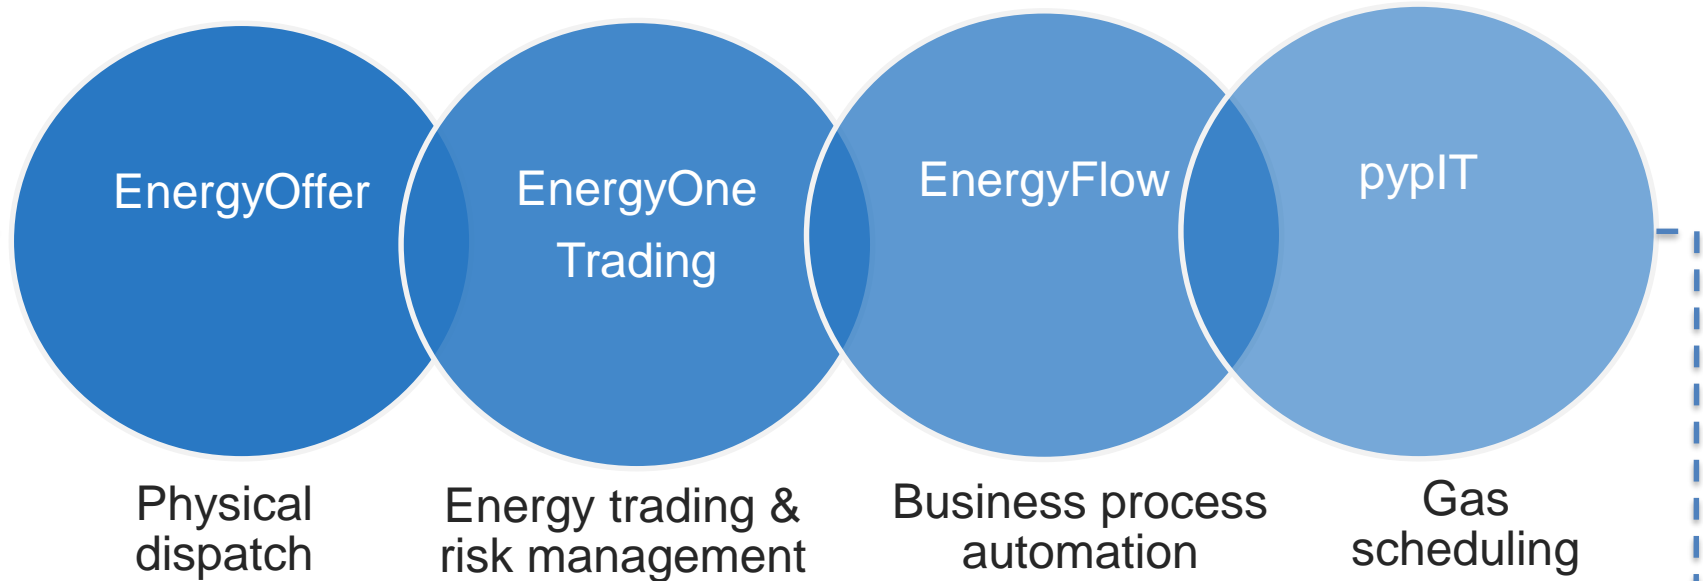 EnergyOffer
EnergyOne
Trading
EnergyFlow
pypIT
Physical
dispatch
Energy trading &
risk management
Business process
automation
Gas
scheduling